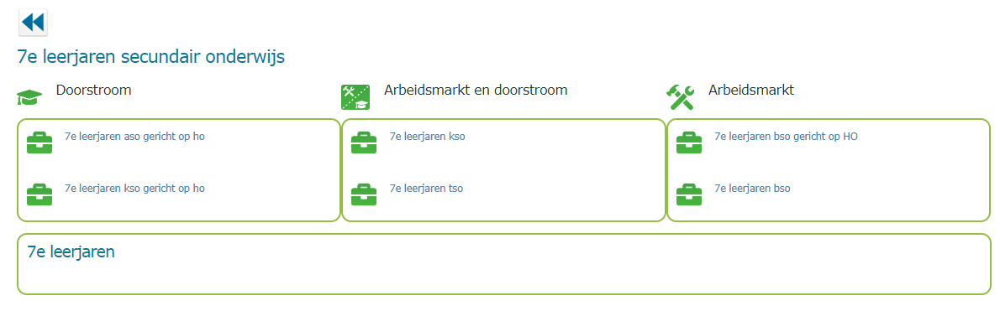 7e leerjaren secundair onderwijs
Doorstroom
7e leerjaren aso gericht op ho
7e leerjaren kso gericht op ho
Arbeidsmarkt en doorstroom
7e leerjaren kso
7e leerjaren tso
Arbeidsmarkt
7e leerjaren bso gericht op HO
7e leerjaren bso
7e leerjaren